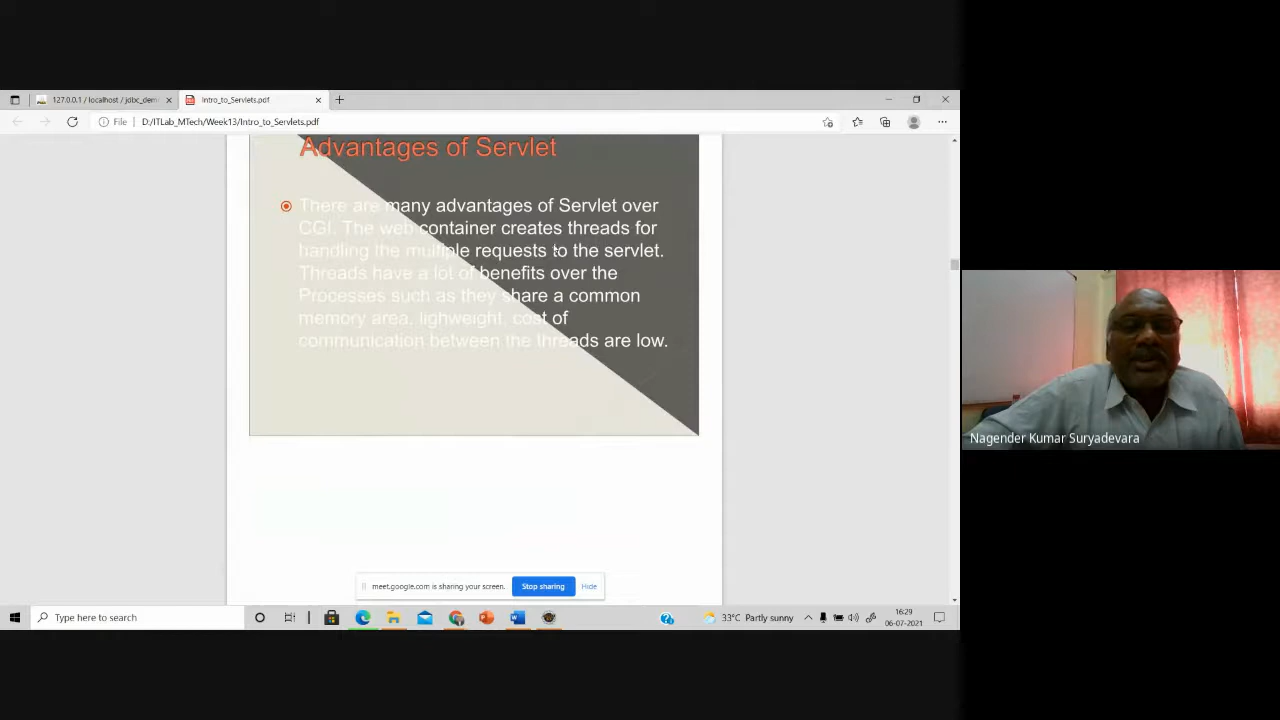 127.0.0.1 / localhost / jdbc_dem
Intro_to_Servlets.pdf
File
D:/ITLab_MTech/Week13/Intro_to_Servlets.pdf
Advantages of Servlet
There are many advantages of Servlet over
CGI. The web container creates threads for
handling the multiple requests to the servlet.
Threads have a lot of benefits over the
Processes such as they share a common
memory area, lighweight, cost of
communication between the threads are low.
Nagender Kumar Suryadevara
meet.google.com is sharing your screen.
Stop sharing
Hide
Type here to search
33°C Partly sunny
16:29
06-07-2021